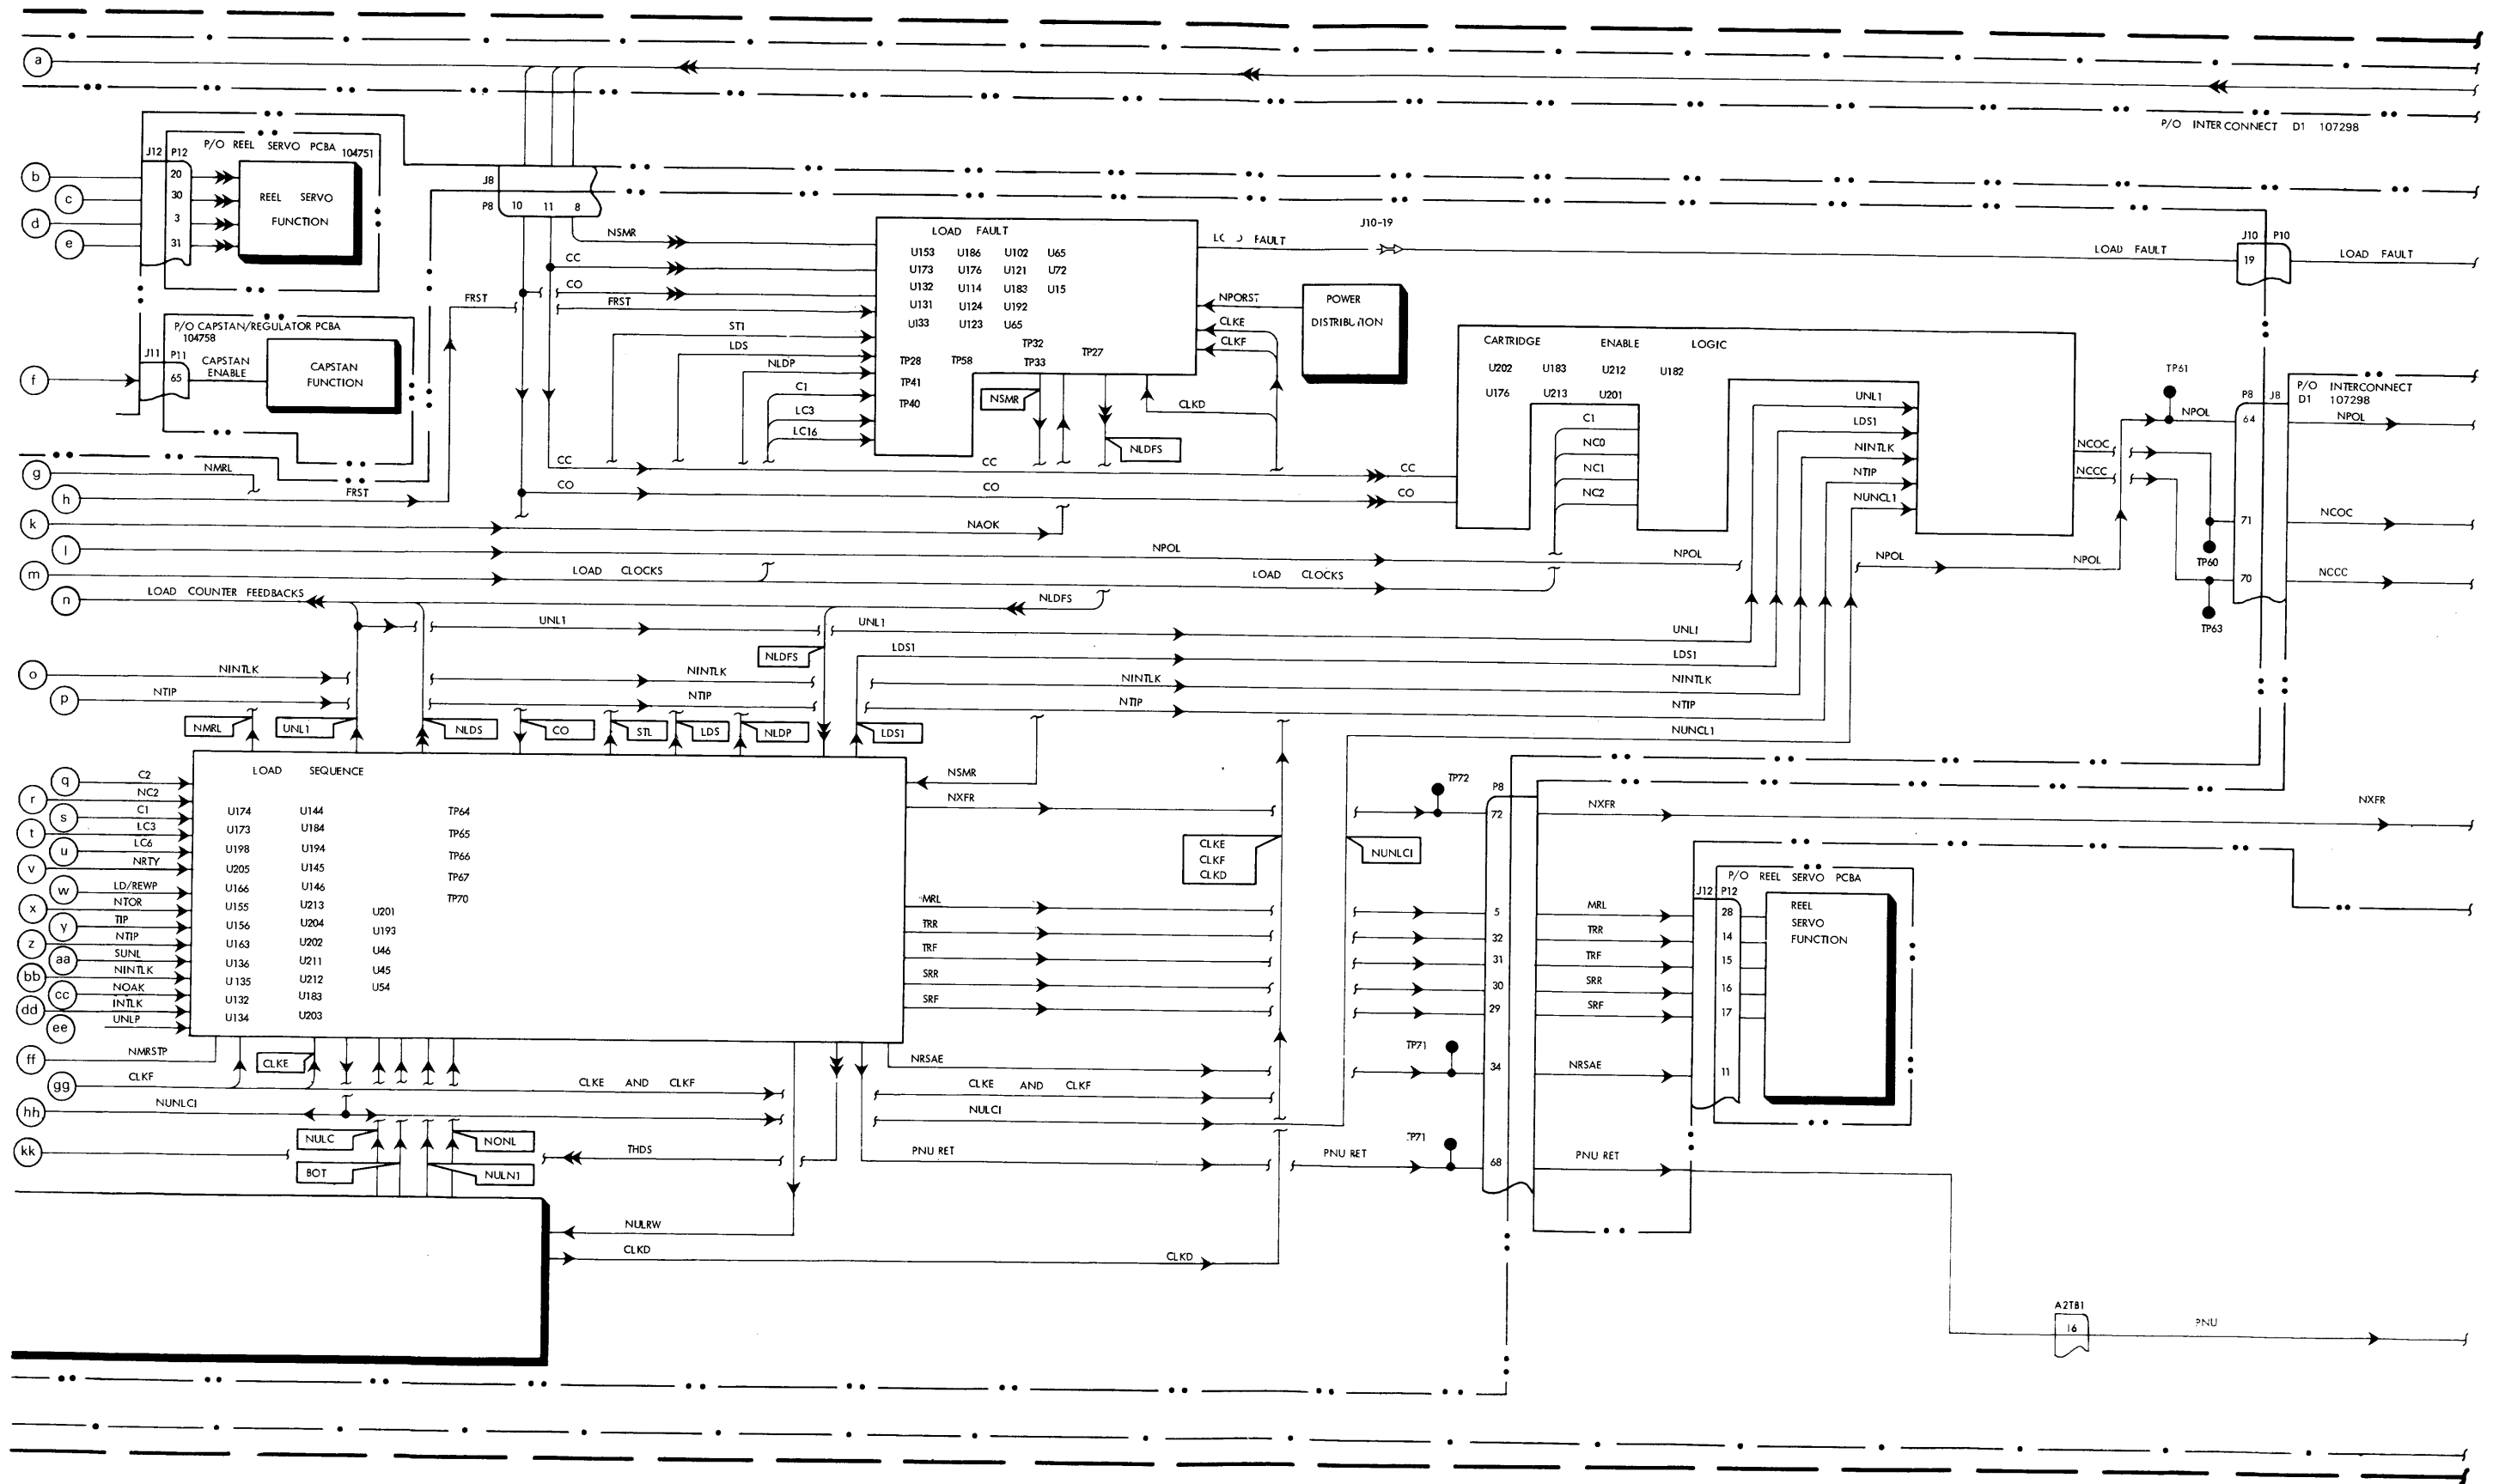 a
P/O INTERCONNECT D1 107298
P/O REEL SERVO PCBA 104751
J12 P12
b 20
c 30
d 3
e 31
REEL SERVO
FUNCTION
J8
P8 10 11 8
NSMR
CC
CO
FRST
FRST
ST1
LDS
NLDP
C1
LC3
LC16
LOAD FAULT
U153 U186 U102 U65
U173 U176 U121 U72
U132 U114 U183 U15
U131 U124 U192
U133 U123 U65
TP32
TP28 TP58 TP33 TP27
TP41
TP40
NSMR
NLDFS
CLKD
FAULT
J10-19
LOAD FAULT
J10 P10
19
LOAD FAULT
NPORST
CLKE
CLKF
POWER
DISTRIBUTION
P/O CAPSTAN/REGULATOR PCBA
104758
J11 P11
CAPSTAN
ENABLE
f 65
CAPSTAN
FUNCTION
CARTRIDGE ENABLE LOGIC
U202 U183 U212 U182
U176 U213 U201
C1
NC0
NC1
NC2
UNL1
LDS1
NINTLK
NTIP
NUNCL1
NCOC
NCCC
TP61
NPOL
P8 J8
64
P/O INTERCONNECT
D1 107298
NPOL
71
NCOC
TP60
70
NCCC
TP63
g NMRL
h FRST
CC CC CC
CO CO CO
k NAOK
l NPOL NPOL NPOL NPOL
m LOAD CLOCKS LOAD CLOCKS
n LOAD COUNTER FEEDBACKS NLDFS
UNL1 UNL1 UNL1
NLDFS LDS1 LDS1
o NINTLK NINTLK NINTLK NINTLK
p NTIP NTIP NTIP NTIP
NMRL UNL1 NLDS CO STL LDS NLDP LDS1
NUNCL1
LOAD SEQUENCE
q C2
r NC2
s C1
t LC3
u LC6
v NRTY
w LD/REWP
x NTOR
y TIP
z NTIP
aa SUNL
bb NINTLK
cc NOAK
dd INTLK
ee UNLP
U174 U144 TP64
U173 U184 TP65
U198 U194 TP66
U205 U145 TP67
U166 U146 TP70
U155 U213 U201
U156 U204 U193
U163 U202 U46
U136 U211 U45
U135 U212 U54
U132 U183
U134 U203
NSMR
NXFR
MRL
TRR
TRF
SRR
SRF
CLKE
CLKF
CLKD
NUNLCI
TP72
P8
72
5
32
31
30
29
34
68
NXFR NXFR
P/O REEL SERVO PCBA
J12 P12
MRL 28
TRR 14
TRF 15
SRR 16
SRF 17
NRSAE 11
REEL
SERVO
FUNCTION
ff NMRSTP
CLKE
NRSAE
TP71
gg CLKF
CLKE AND CLKF CLKE AND CLKF
hh NUNLCI NULCI
NULC NONL
kk
BOT NULN1
THDS
PNU RET PNU RET PNU RET
NULRW
CLKD CLKD
A2TB1
16